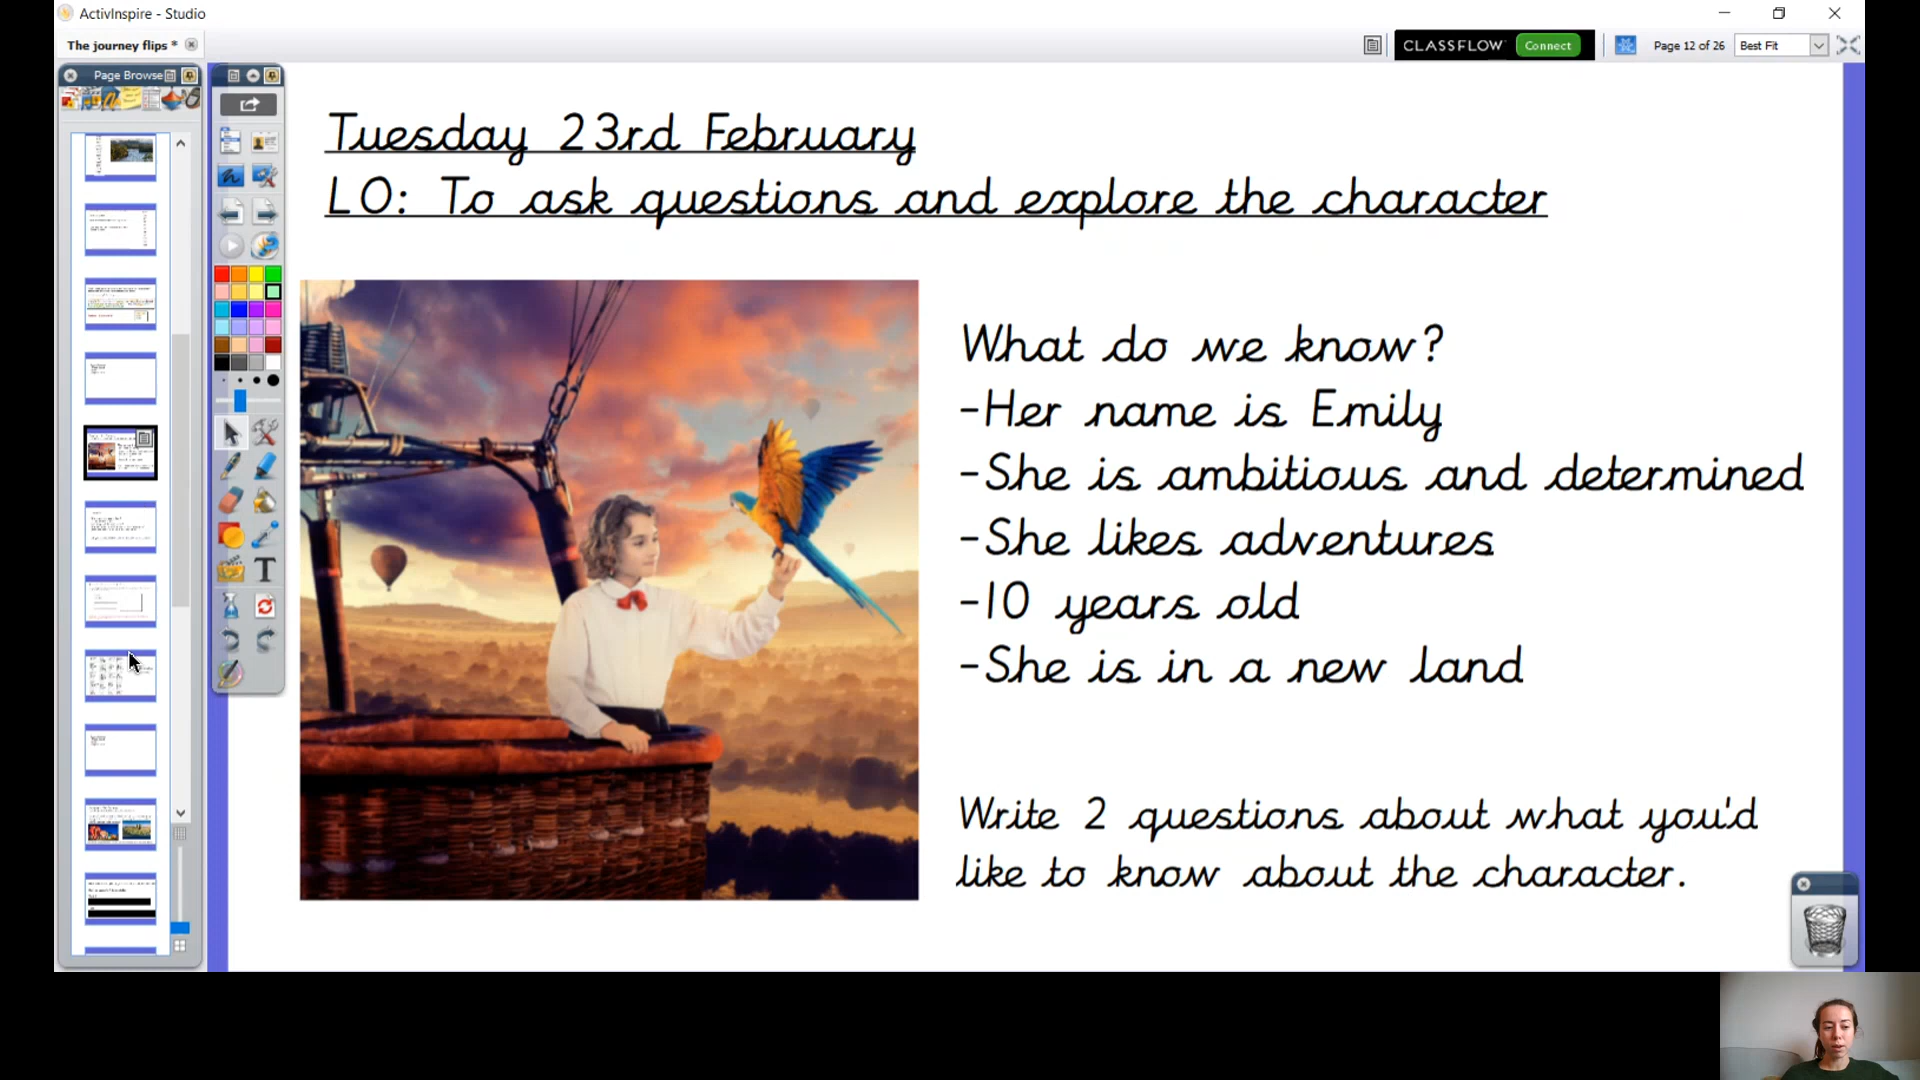 ActivInspire - Studio
The journey flips *
CLASSFLOW
Connect
Page 12 of 26
Best Fit
Page Browse
Tuesday 23rd February
LO: To ask questions and explore the character
What do we know?
-Her name is Emily
-She is ambitious and determined
-She likes adventures
-10 years old
-She is in a new land
Write 2 questions about what you'd
like to know about the character.